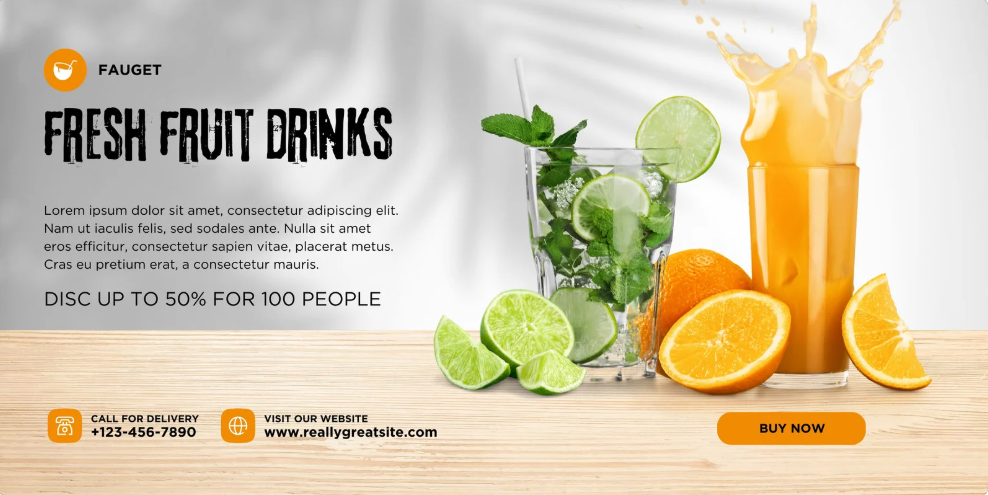 FAUGET
FRESH FRUIT DRINKS
Lorem ipsum dolor sit amet, consectetur adipiscing elit.
Nam ut iaculis felis, sed sodales ante. Nulla sit amet
eros efficitur, consectetur sapien vitae, placerat metus.
Cras eu pretium erat, a consectetur mauris.
DISC UP TO 50% FOR 100 PEOPLE
CALL FOR DELIVERY
+123-456-7890
VISIT OUR WEBSITE
www.reallygreatsite.com
BUY NOW